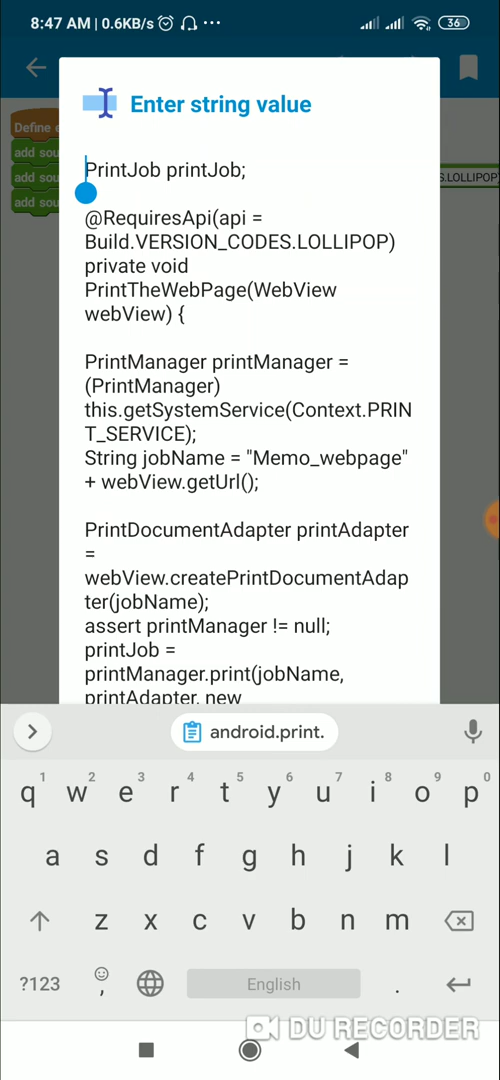 8:47 AM | 0.6KB/s ... 36
Enter string value
Define e
add sou
add sou
S.LOLLIPOP)
add sou
PrintJob printJob;
@RequiresApi(api =
Build.VERSION_CODES.LOLLIPOP)
private void
PrintTheWebPage(WebView
webView) {
PrintManager printManager =
(PrintManager)
this.getSystemService(Context.PRIN
T_SERVICE);
String jobName = "Memo_webpage"
+ webView.getUrl();
PrintDocumentAdapter printAdapter
=
webView.createPrintDocumentAdap
ter(jobName);
assert printManager != null;
printJob =
printManager.print(jobName,
printAdapter, new
android.print.
1 2 3 4 5 6 7 8 9 0
q w e r t y u i o p
a s d f g h j k l
z x c v b n m
?123 , English .
DU RECORDER